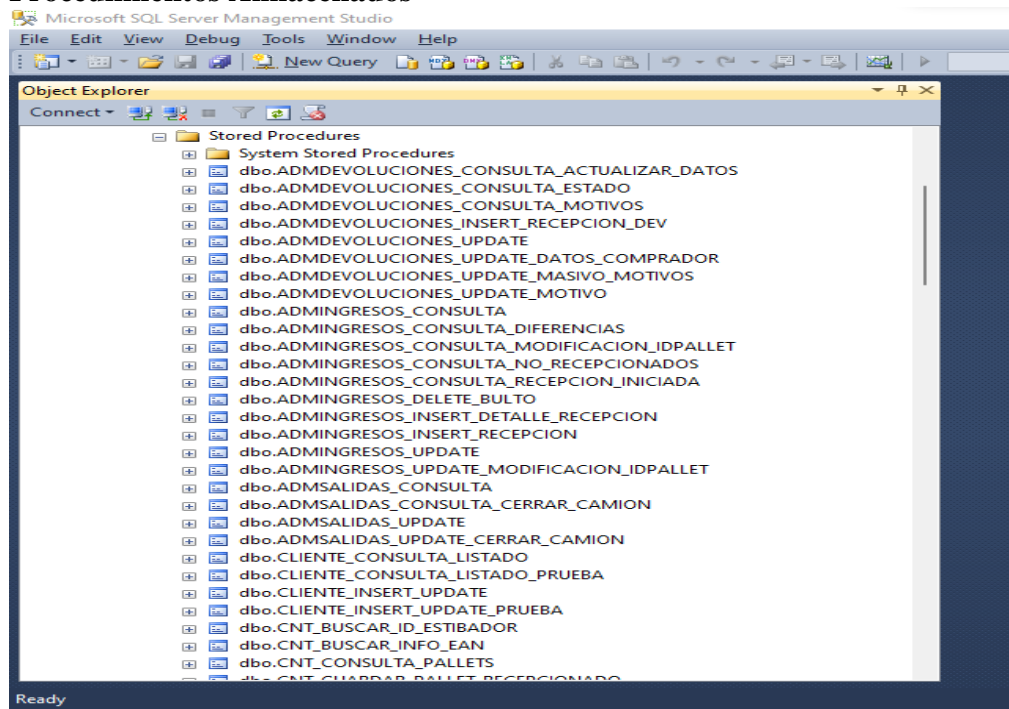 Procedimientos Almacenados
Microsoft SQL Server Management Studio
File Edit View Debug Tools Window Help
New Query
Object Explorer
Connect
Stored Procedures
System Stored Procedures
dbo.ADMDEVOLUCIONES_CONSULTA_ACTUALIZAR_DATOS
dbo.ADMDEVOLUCIONES_CONSULTA_ESTADO
dbo.ADMDEVOLUCIONES_CONSULTA_MOTIVOS
dbo.ADMDEVOLUCIONES_INSERT_RECEPCION_DEV
dbo.ADMDEVOLUCIONES_UPDATE
dbo.ADMDEVOLUCIONES_UPDATE_DATOS_COMPRADOR
dbo.ADMDEVOLUCIONES_UPDATE_MASIVO_MOTIVOS
dbo.ADMDEVOLUCIONES_UPDATE_MOTIVO
dbo.ADMINGRESOS_CONSULTA
dbo.ADMINGRESOS_CONSULTA_DIFERENCIAS
dbo.ADMINGRESOS_CONSULTA_MODIFICACION_IDPALLET
dbo.ADMINGRESOS_CONSULTA_NO_RECEPCIONADOS
dbo.ADMINGRESOS_CONSULTA_RECEPCION_INICIADA
dbo.ADMINGRESOS_DELETE_BULTO
dbo.ADMINGRESOS_INSERT_DETALLE_RECEPCION
dbo.ADMINGRESOS_INSERT_RECEPCION
dbo.ADMINGRESOS_UPDATE
dbo.ADMINGRESOS_UPDATE_MODIFICACION_IDPALLET
dbo.ADMSALIDAS_CONSULTA
dbo.ADMSALIDAS_CONSULTA_CERRAR_CAMION
dbo.ADMSALIDAS_UPDATE
dbo.ADMSALIDAS_UPDATE_CERRAR_CAMION
dbo.CLIENTE_CONSULTA_LISTADO
dbo.CLIENTE_CONSULTA_LISTADO_PRUEBA
dbo.CLIENTE_INSERT_UPDATE
dbo.CLIENTE_INSERT_UPDATE_PRUEBA
dbo.CNT_BUSCAR_ID_ESTIBADOR
dbo.CNT_BUSCAR_INFO_EAN
dbo.CNT_CONSULTA_PALLETS
dbo.CNT_GUARDAR_PALLET_RECEPCIONADO
Ready